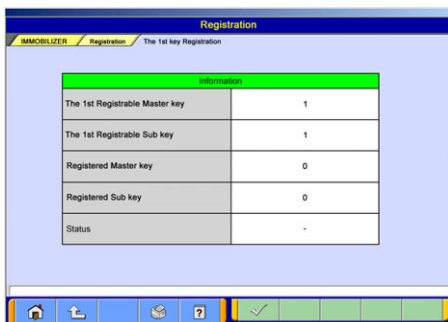 Registration
IMMOBILIZER Registration The 1st key Registration
Information
The 1st Registrable Master key 1
The 1st Registrable Sub key 1
Registered Master key 0
Registered Sub key 0
Status -
?